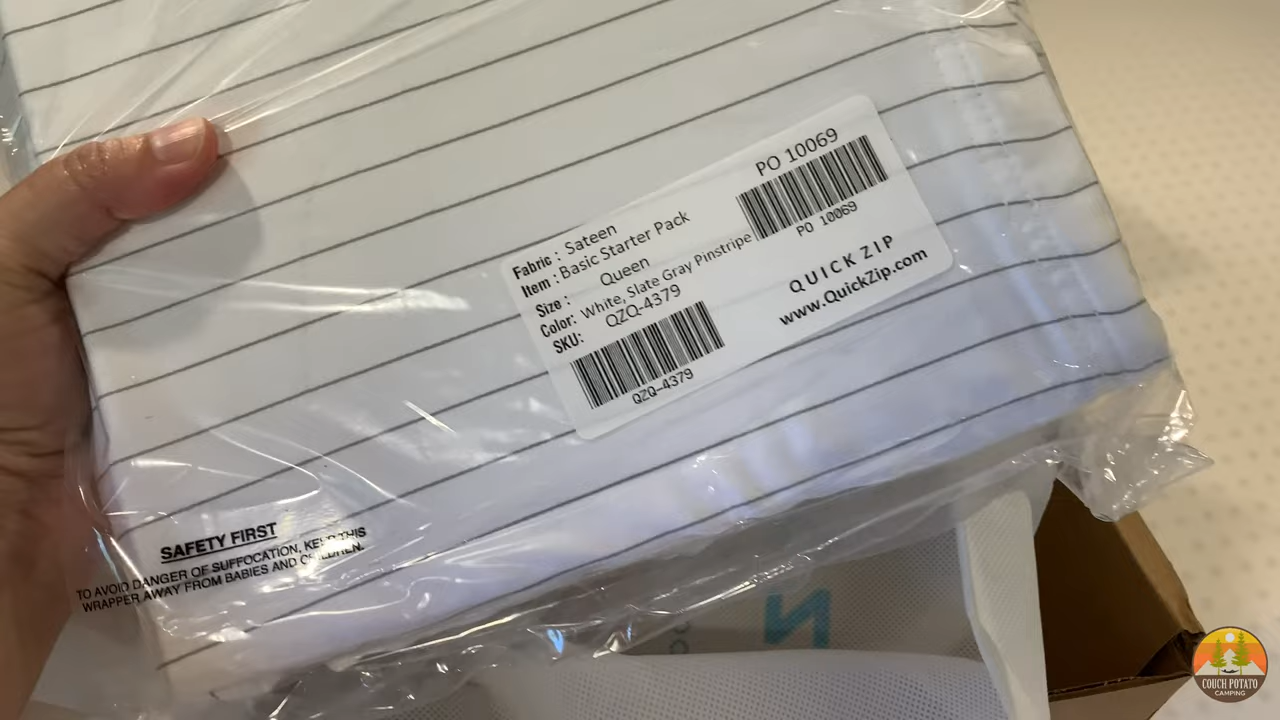 PO 10069
PO 10069
Fabric : Sateen
Item : Basic Starter Pack
Size : Queen
Color: White, Slate Gray Pinstripe
SKU: QZQ-4379
QZQ-4379
QUICK ZIP
www.QuickZip.com
SAFETY FIRST
TO AVOID DANGER OF SUFFOCATION, KEEP THIS
WRAPPER AWAY FROM BABIES AND CHILDREN.
N
COUCH POTATO
CAMPING